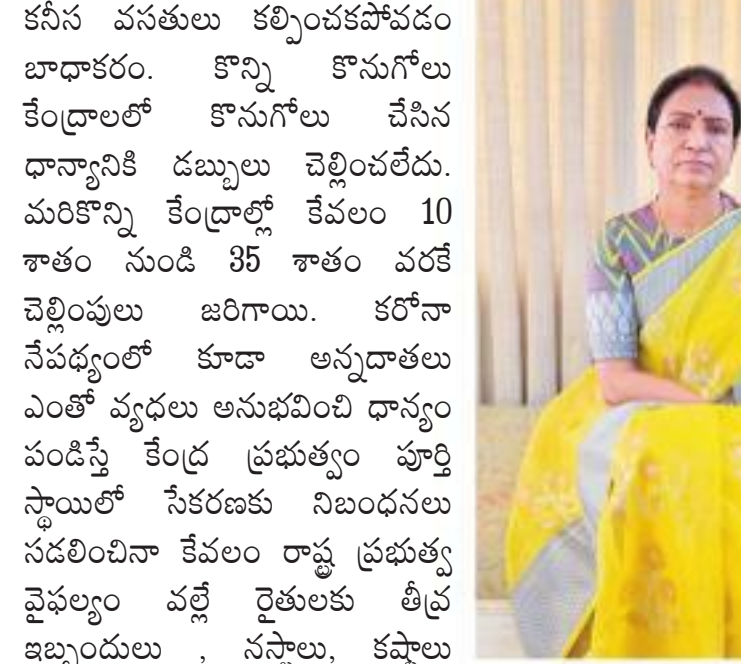 కనీస వసతులు కల్పించకపోవడం
బాధాకరం. కొన్ని కొనుగోలు
కేంద్రాలలో కొనుగోలు చేసిన
ధాన్యానికి డబ్బులు చెల్లించలేదు.
మరికొన్ని కేంద్రాల్లో కేవలం 10
శాతం నుండి 35 శాతం వరకే
చెల్లింపులు జరిగాయి. కరోనా
నేపథ్యంలో కూడా అన్నదాతలు
ఎంతో వ్యధలు అనుభవించి ధాన్యం
పండిస్తే కేంద్ర ప్రభుత్వం పూర్తి
స్థాయిలో సేకరణకు నిబంధనలు
సడలించినా కేవలం రాష్ట్ర ప్రభుత్వ
వైఫల్యం వల్లే రైతులకు తీవ్ర
ఇబ్బందులు , నష్టాలు, కష్టాలు